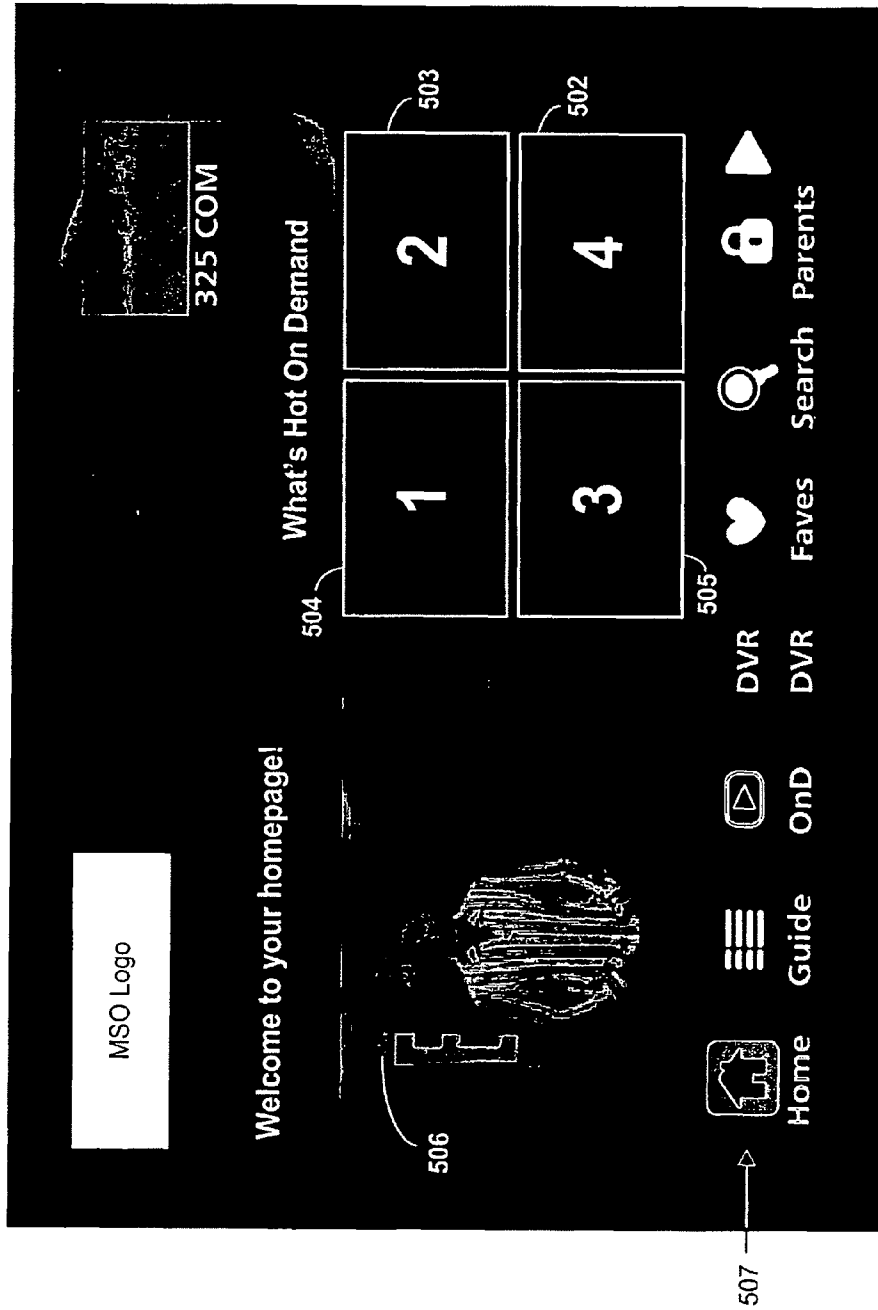 MSO Logo
325 COM
Welcome to your homepage!
What's Hot On Demand
504
503
1
2
506
3
4
502
505
507
DVR
Home
Guide
OnD
DVR
Faves
Search
Parents